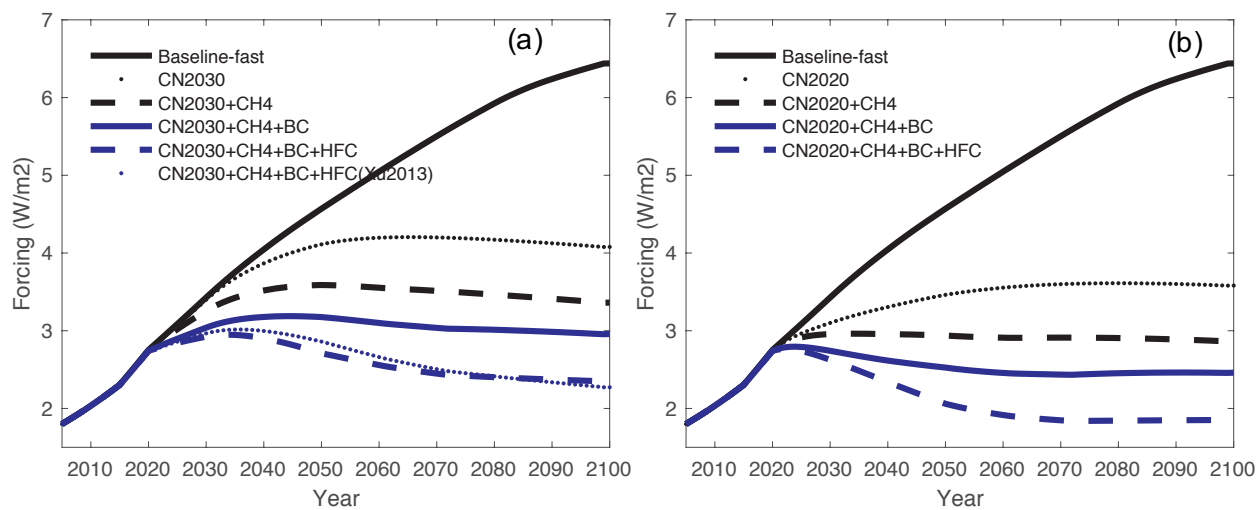 (a)
Baseline-fast
CN2030
CN2030+CH4
CN2030+CH4+BC
CN2030+CH4+BC+HFC
CN2030+CH4+BC+HFC(Xu2013)
Forcing (W/m2)
7
6
5
4
3
2
2010 2020 2030 2040 2050 2060 2070 2080 2090 2100
Year
(b)
Baseline-fast
CN2020
CN2020+CH4
CN2020+CH4+BC
CN2020+CH4+BC+HFC
Forcing (W/m2)
7
6
5
4
3
2
2010 2020 2030 2040 2050 2060 2070 2080 2090 2100
Year